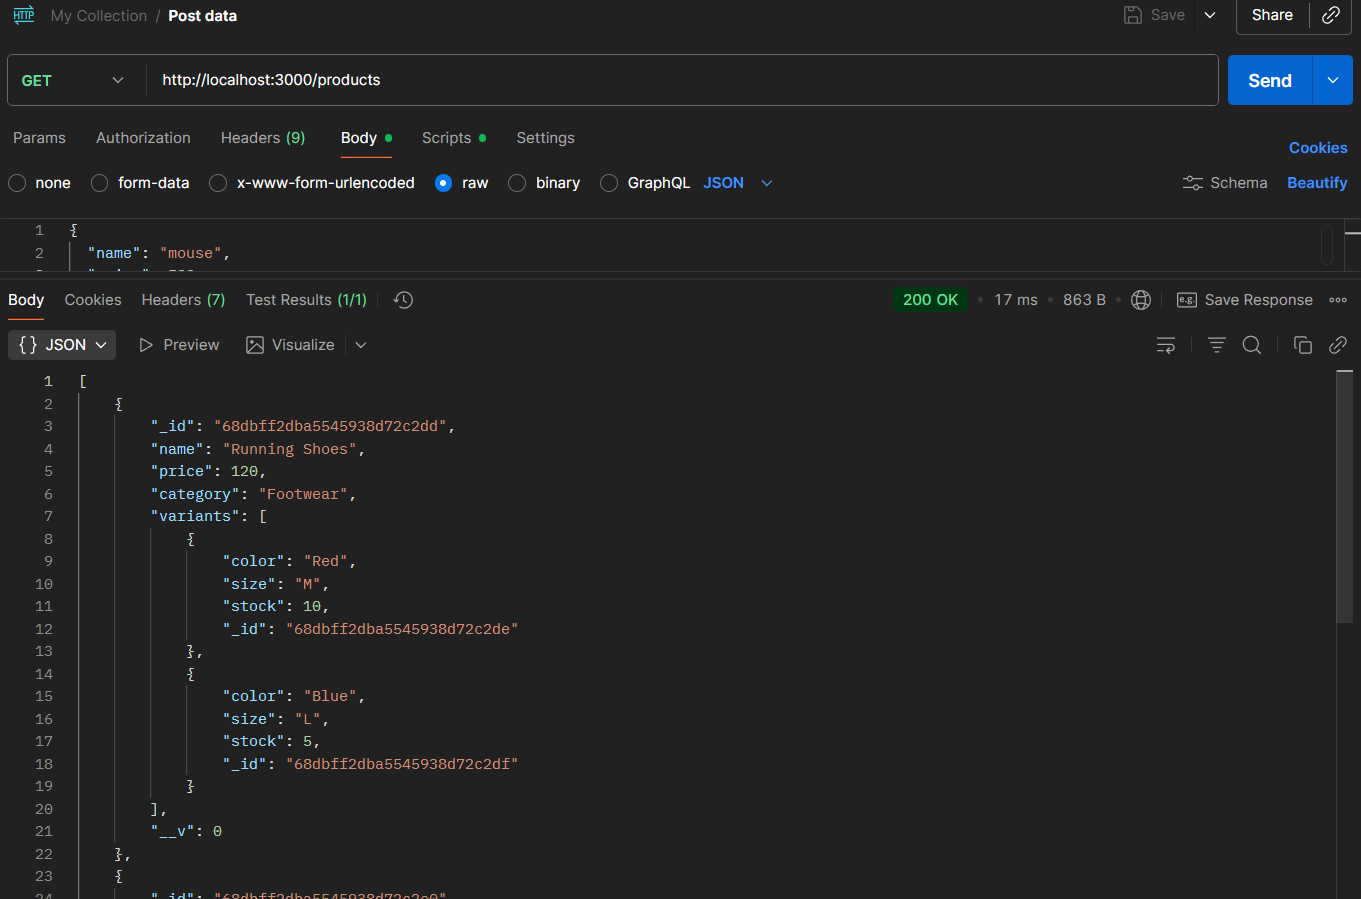 HTTP My Collection / Post data Save Share
GET http://localhost:3000/products Send
Params Authorization Headers (9) Body Scripts Settings Cookies
none form-data x-www-form-urlencoded raw binary GraphQL JSON Schema Beautify
1 {
2 "name": "mouse",
Body Cookies Headers (7) Test Results (1/1) 200 OK • 17 ms • 863 B • e.g. Save Response
{} JSON Preview Visualize
1 [
2 {
3 "_id": "68dbff2dba5545938d72c2dd",
4 "name": "Running Shoes",
5 "price": 120,
6 "category": "Footwear",
7 "variants": [
8 {
9 "color": "Red",
10 "size": "M",
11 "stock": 10,
12 "_id": "68dbff2dba5545938d72c2de"
13 },
14 {
15 "color": "Blue",
16 "size": "L",
17 "stock": 5,
18 "_id": "68dbff2dba5545938d72c2df"
19 }
20 ],
21 "__v": 0
22 },
23 {
24 "_id": "68dbff2dba5545938d72c2e0"